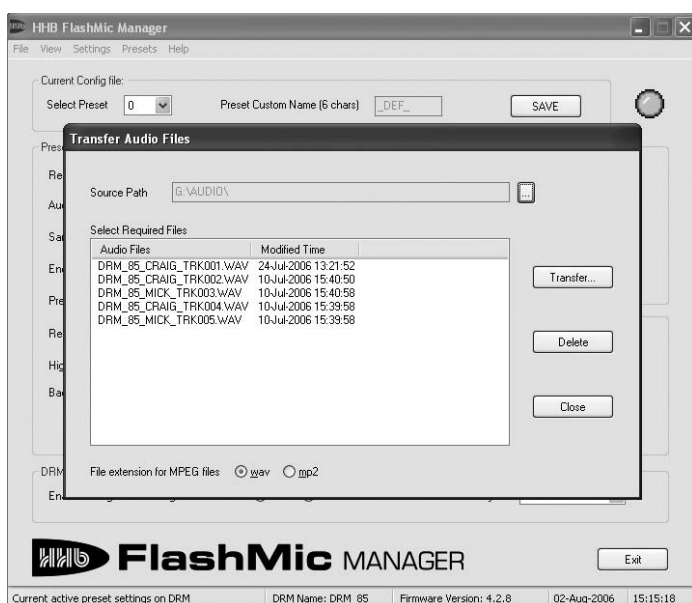 HHB FlashMic Manager
File View Settings Presets Help
Current Config file:
Select Preset 0 Preset Custom Name (6 chars) _DEF_ SAVE
Transfer Audio Files
Source Path G:\AUDIO\ ...
Select Required Files
Audio Files Modified Time
DRM_85_CRAIG_TRK001.WAV 24-Jul-2006 13:21:52
DRM_85_CRAIG_TRK002.WAV 10-Jul-2006 15:40:50
DRM_85_MICK_TRK003.WAV 10-Jul-2006 15:40:58
DRM_85_CRAIG_TRK004.WAV 10-Jul-2006 15:39:58
DRM_85_MICK_TRK005.WAV 10-Jul-2006 15:39:58
Transfer...
Delete
Close
File extension for MPEG files wav mp2
DRM
HHb FlashMic MANAGER Exit
Current active preset settings on DRM DRM Name: DRM_85 Firmware Version: 4.2.8 02-Aug-2006 15:15:18